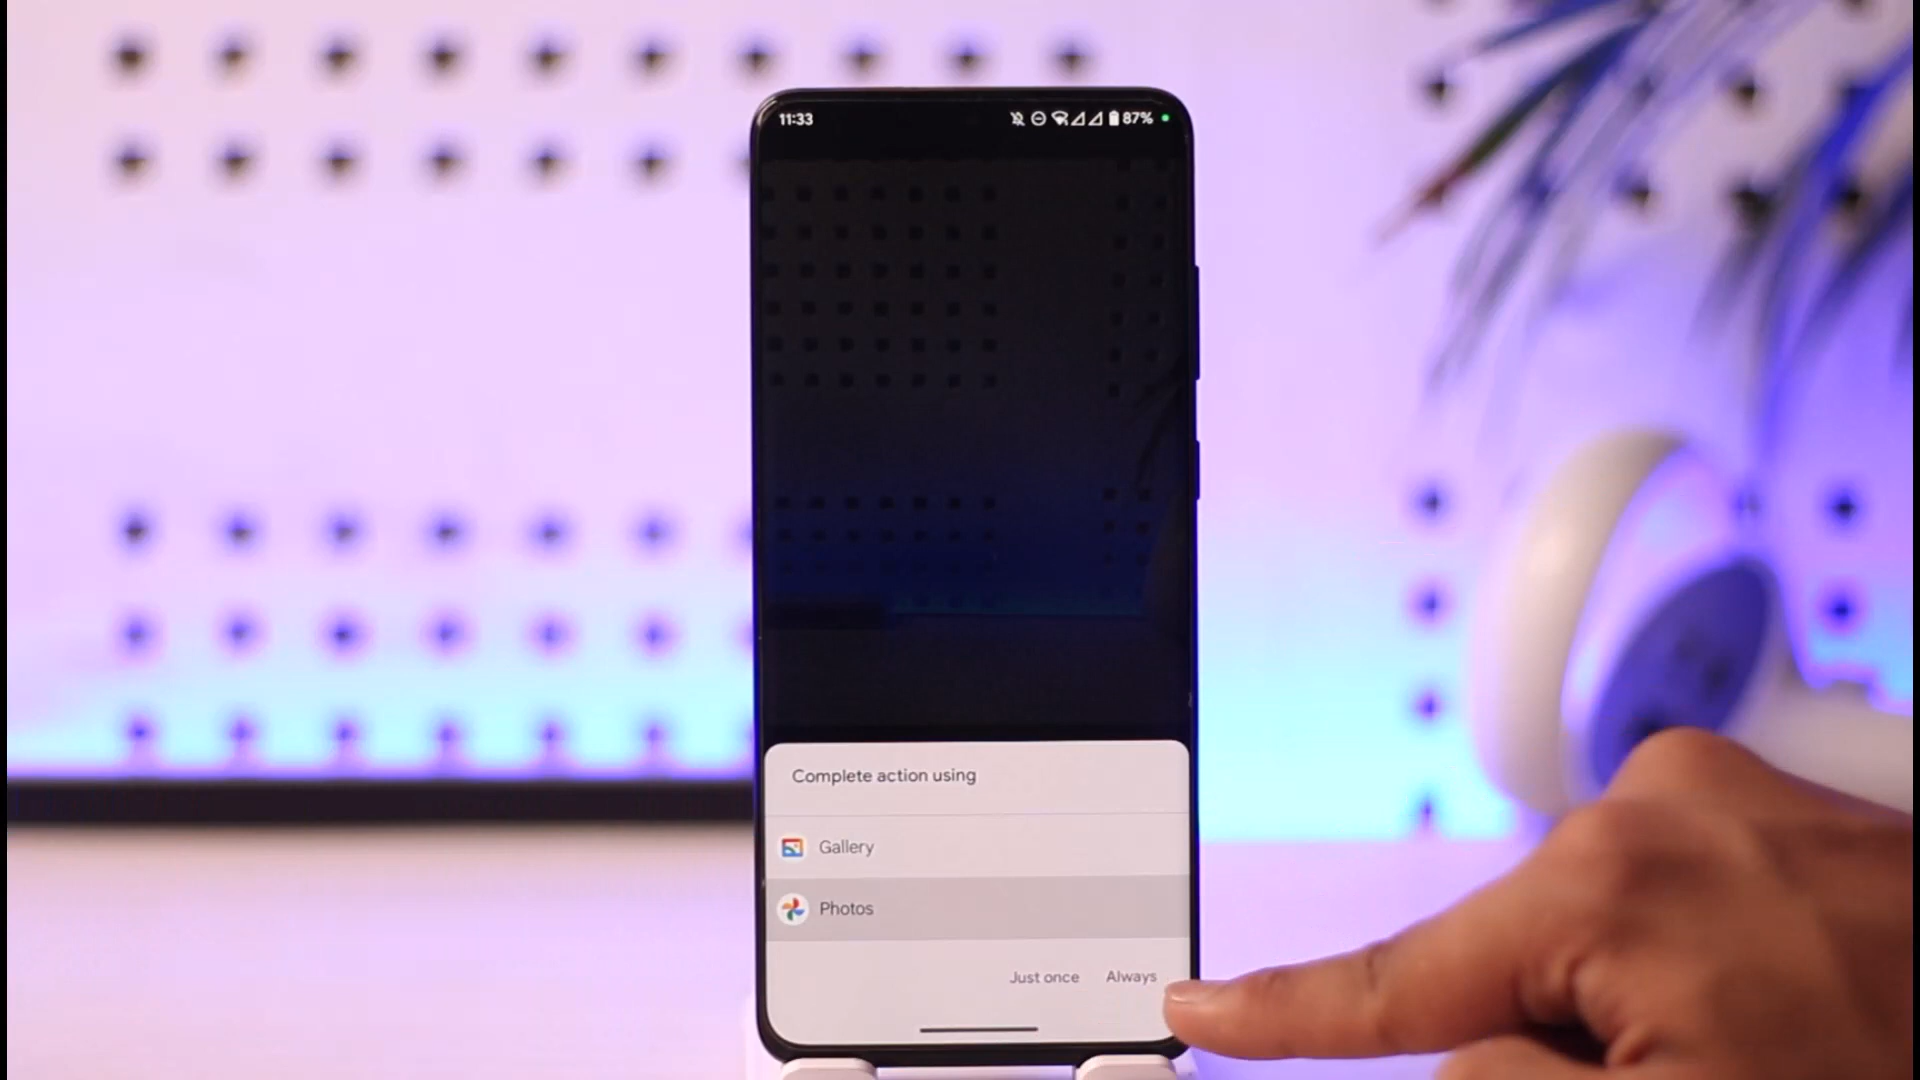 11:33 87%
Complete action using
Gallery
Photos
Just once Always